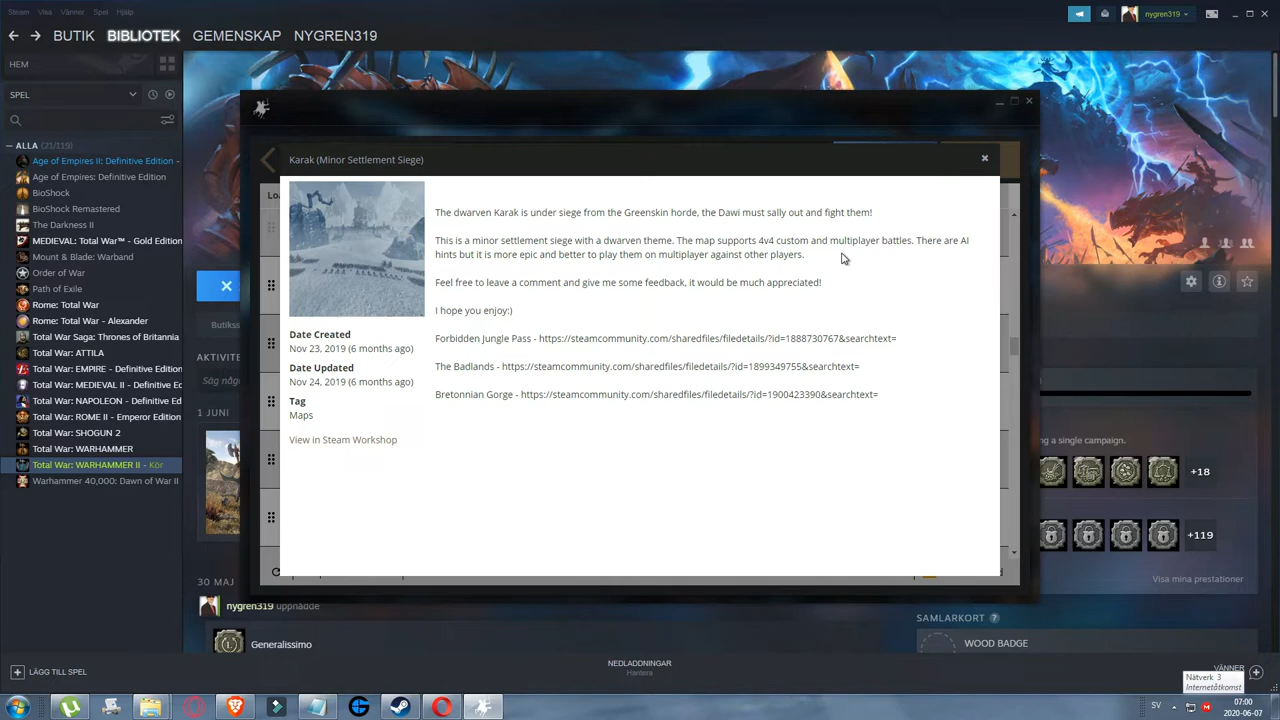 Steam Visa Vänner Spel Hjälp
nygren319
BUTIK BIBLIOTEK GEMENSKAP NYGREN319
HEM
SPEL
ALLA (21/119)
Age of Empires II: Definitive Edition -
Age of Empires: Definitive Edition
BioShock
BioShock Remastered
The Darkness II
MEDIEVAL: Total War™ - Gold Edition
Mount & Blade: Warband
Order of War
Path of Exile
Rome: Total War
Rome: Total War - Alexander
Total War Saga: Thrones of Britannia
Total War: ATTILA
Total War: EMPIRE - Definitive Ed
Total War: MEDIEVAL II - Definitive
Total War: NAPOLEON - Definitive Ed
Total War: ROME II - Emperor Edition
Total War: SHOGUN 2
Total War: WARHAMMER
Total War: WARHAMMER II - Kör
Warhammer 40,000: Dawn of War II
Butikss
AKTIVITE
Säg någo
1 JUNI
30 MAJ
nygren319 uppnådde
Generalissimo
Karak (Minor Settlement Siege)
Loa
The dwarven Karak is under siege from the Greenskin horde, the Dawi must sally out and fight them!
This is a minor settlement siege with a dwarven theme. The map supports 4v4 custom and multiplayer battles. There are AI
hints but it is more epic and better to play them on multiplayer against other players.
Feel free to leave a comment and give me some feedback, it would be much appreciated!
I hope you enjoy:)
Forbidden Jungle Pass - https://steamcommunity.com/sharedfiles/filedetails/?id=1888730767&searchtext=
The Badlands - https://steamcommunity.com/sharedfiles/filedetails/?id=1899349755&searchtext=
Bretonnian Gorge - https://steamcommunity.com/sharedfiles/filedetails/?id=1900423390&searchtext=
Date Created
Nov 23, 2019 (6 months ago)
Date Updated
Nov 24, 2019 (6 months ago)
Tag
Maps
View in Steam Workshop
ng a single campaign.
+18
+119
Visa mina prestationer
SAMLARKORT ?
WOOD BADGE
LÄGG TILL SPEL
NEDLADDNINGAR
Hantera
VÄNNER
Nätverk 3
Internetåtkomst
SV
07:00
2020-06-07